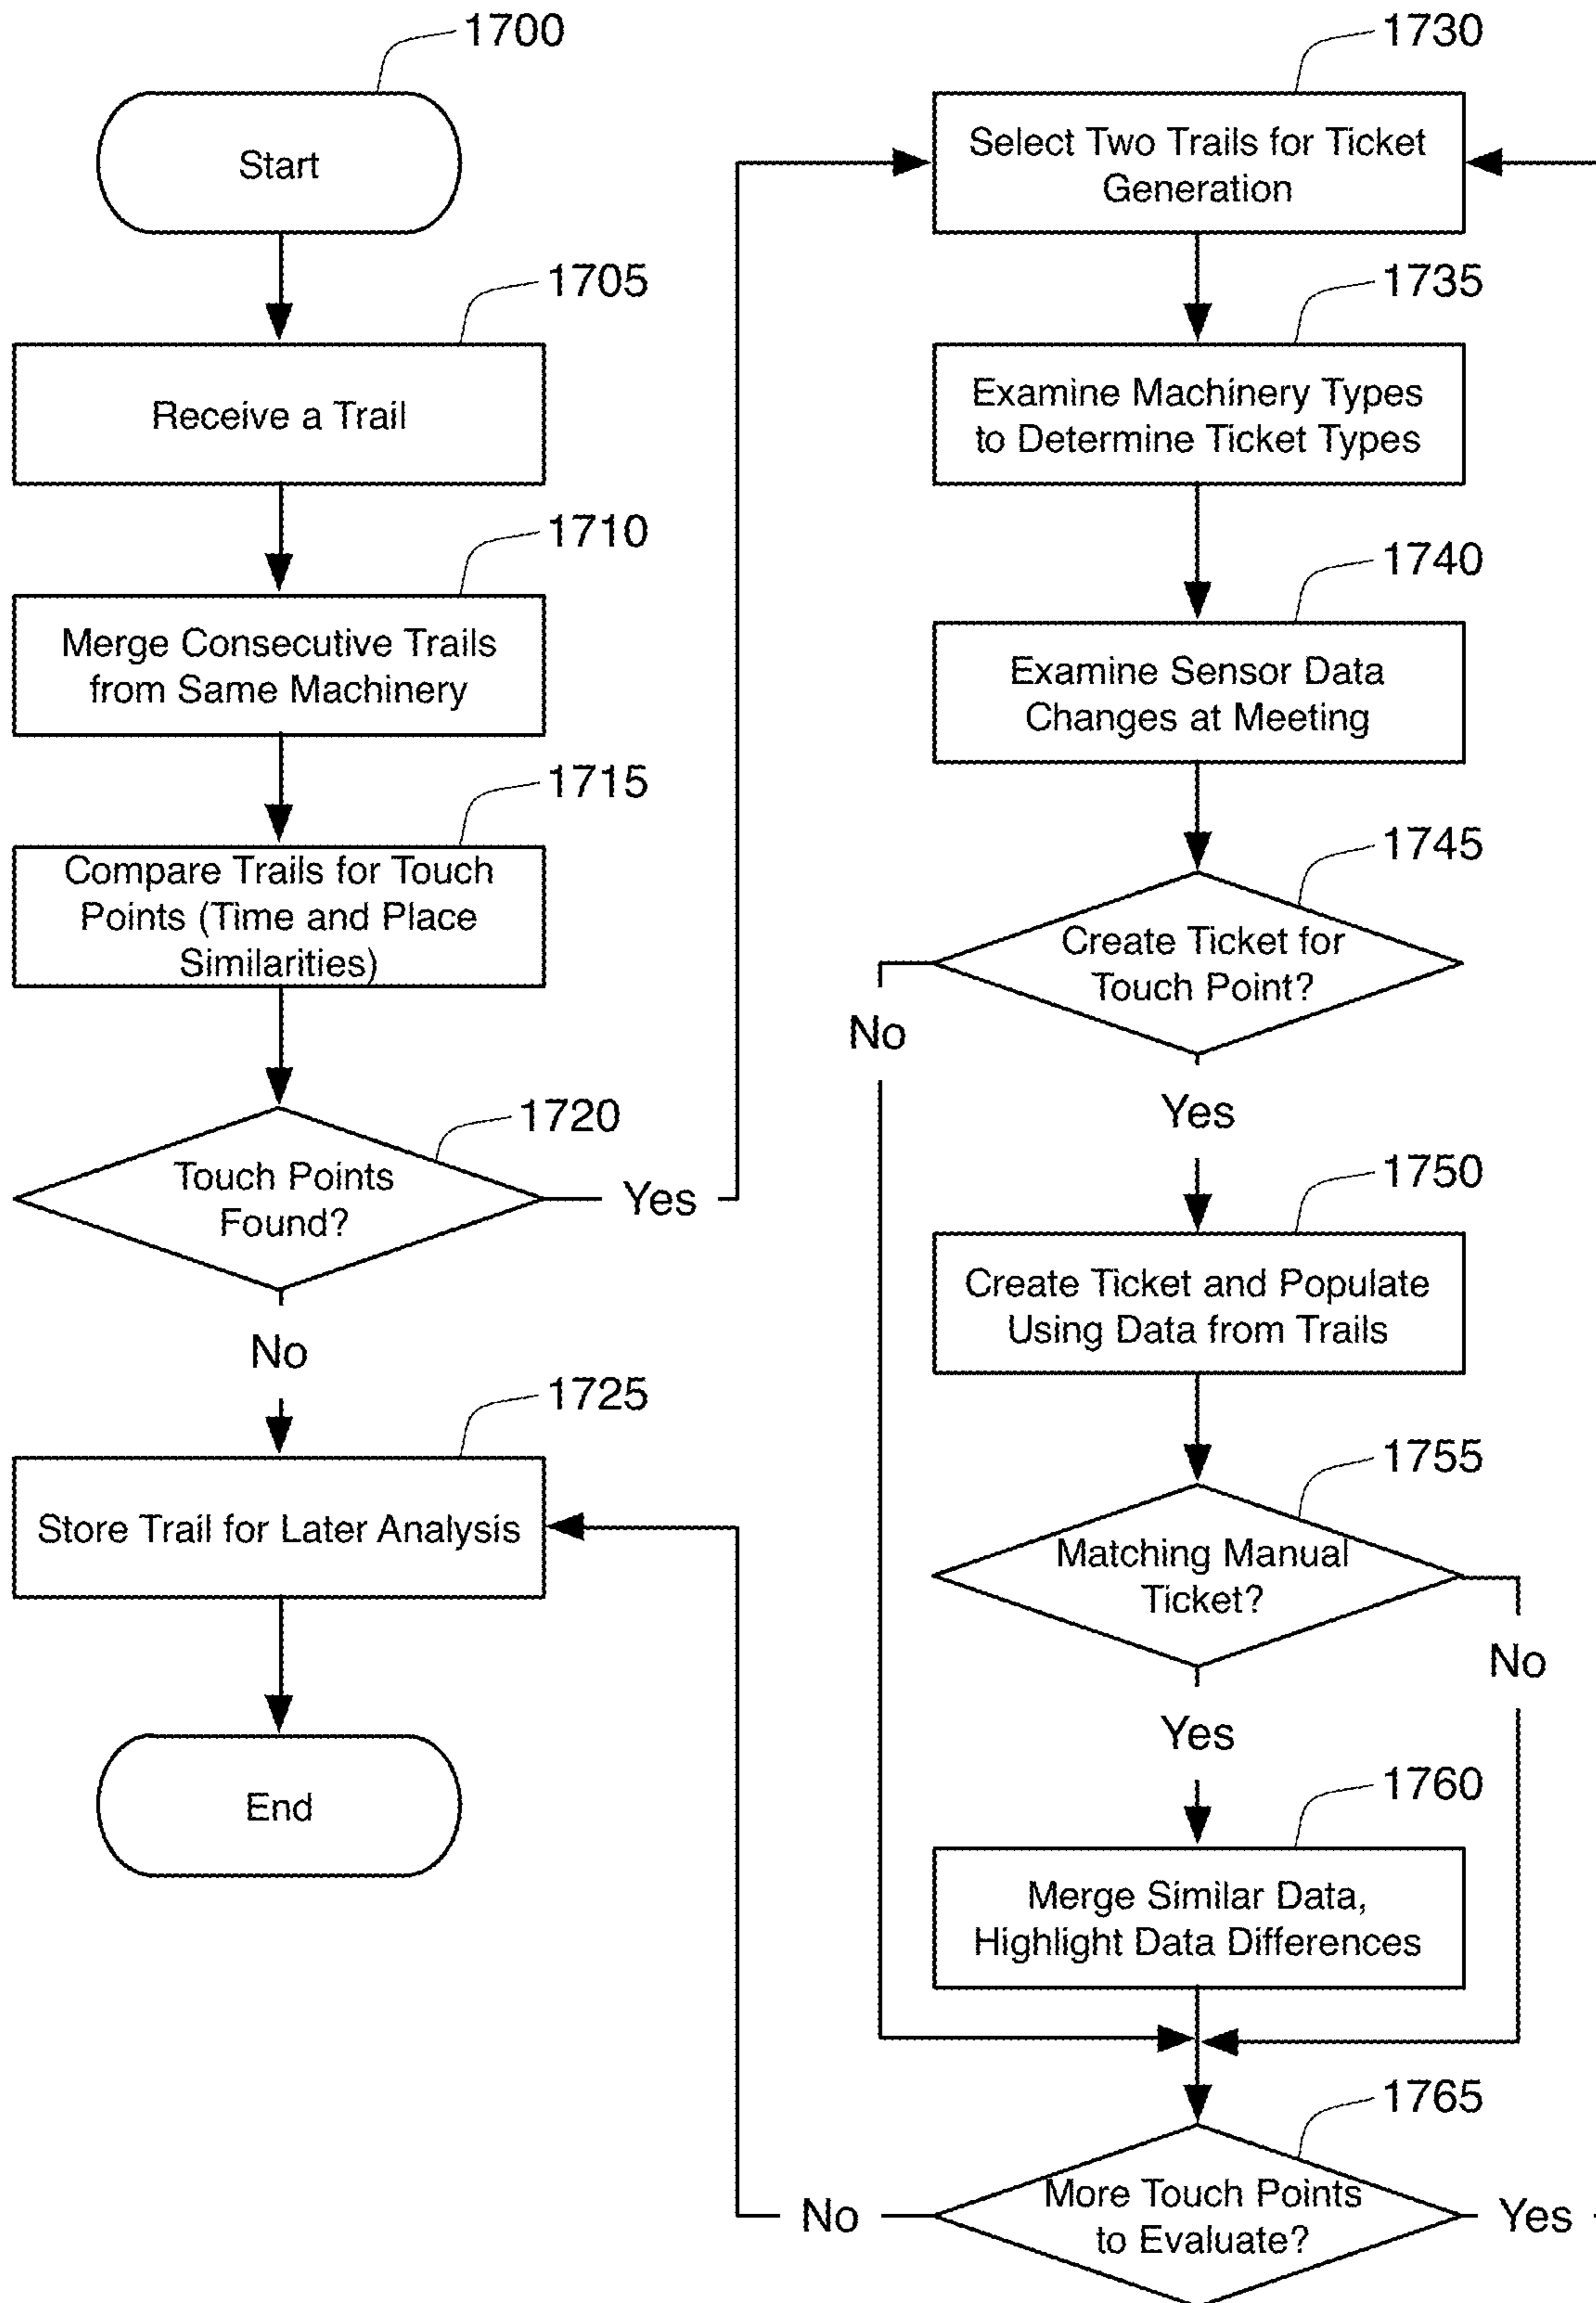 1700
Start
1705
Receive a Trail
1710
Merge Consecutive Trails
from Same Machinery
1715
Compare Trails for Touch
Points (Time and Place
Similarities)
1720
Touch Points
Found?
Yes
No
1725
Store Trail for Later Analysis
End
1730
Select Two Trails for Ticket
Generation
1735
Examine Machinery Types
to Determine Ticket Types
1740
Examine Sensor Data
Changes at Meeting
1745
Create Ticket for
Touch Point?
No
Yes
1750
Create Ticket and Populate
Using Data from Trails
1755
Matching Manual
Ticket?
No
Yes
1760
Merge Similar Data,
Highlight Data Differences
1765
More Touch Points
to Evaluate?
No
Yes